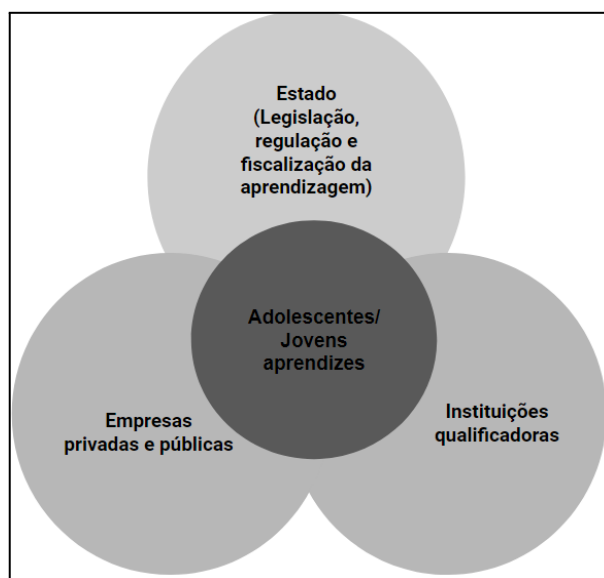 Estado
(Legislação,
regulação e
fiscalização da
aprendizagem)
Adolescentes/
Jovens
aprendizes
Empresas
privadas e públicas
Instituições
qualificadoras